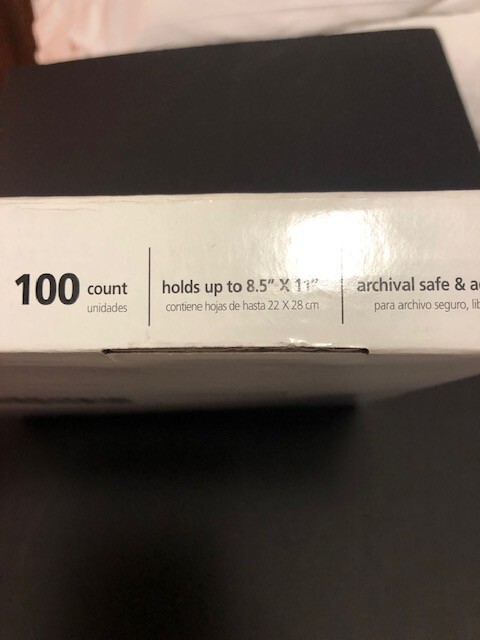 100 count
unidades
holds up to 8.5" X 11"
contiene hojas de hasta 22 X 28 cm
archival safe &
para archivo seguro,